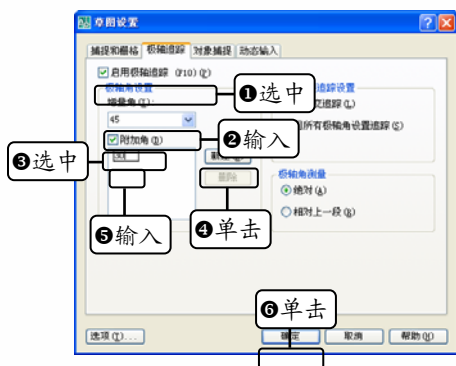 草图设置
捕捉和栅格 极轴追踪 对象捕捉 动态输入
启用极轴追踪 (F10)(P)
极轴角设置
追踪设置
❶选中
增量角(I):
追踪(L)
45
所有极轴角设置追踪(S)
附加角(D)
❷输入
❸选中
删除
极轴角测量
绝对(A)
❹单击
相对上一段(R)
❺输入
❻单击
选项(T)...
确定
取消
帮助(H)